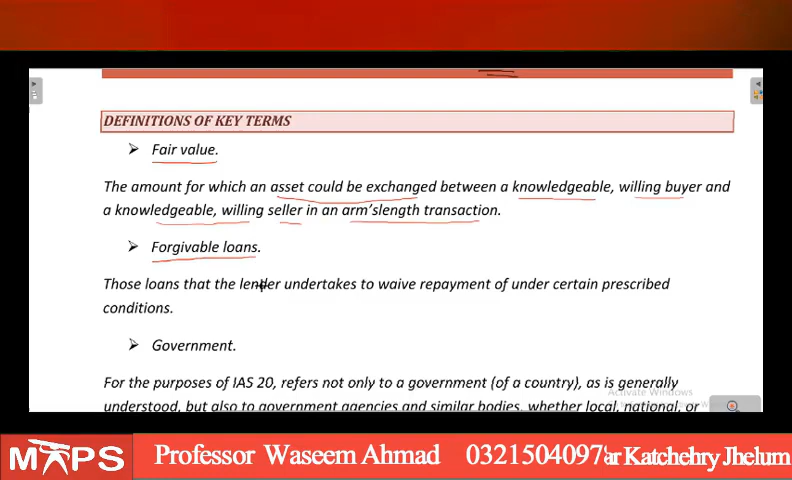 DEFINITIONS OF KEY TERMS
Fair value.
The amount for which an asset could be exchanged between a knowledgeable, willing buyer and
a knowledgeable, willing seller in an arm'slength transaction.
Forgivable loans.
Those loans that the lender undertakes to waive repayment of under certain prescribed
conditions.
Government.
For the purposes of IAS 20, refers not only to a government (of a country), as is generally
Activate Windows
understood, but also to government agencies and similar bodies, whether local, national, or
MAPS Professor Waseem Ahmad 0321504097 ar Katchehry Jhelum